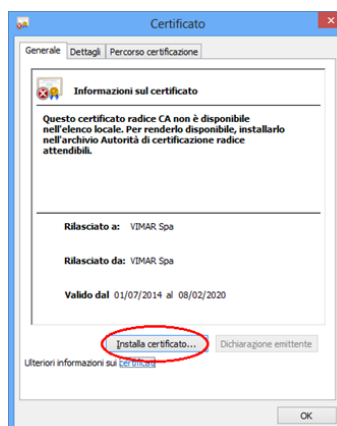 Certificato
Generale Dettagli Percorso certificazione
Informazioni sul certificato
Questo certificato radice CA non è disponibile
nell'elenco locale. Per renderlo disponibile, installarlo
nell'archivio Autorità di certificazione radice
attendibili.
Rilasciato a: VIMAR Spa
Rilasciato da: VIMAR Spa
Valido dal 01/07/2014 al 08/02/2020
Installa certificato... Dichiarazione emittente
Ulteriori informazioni sui certificati
OK